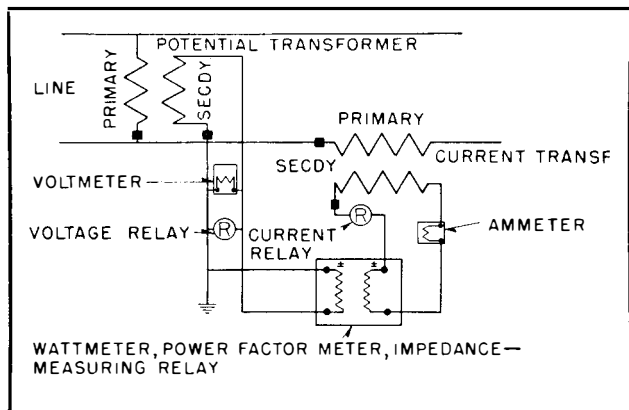 POTENTIAL TRANSFORMER
LINE
PRIMARY
SECDY
PRIMARY
SECDY
CURRENT TRANSF
VOLTMETER
VOLTAGE RELAY
R
CURRENT
RELAY
R
AMMETER
±
±
WATTMETER, POWER FACTOR METER, IMPEDANCE—
MEASURING RELAY